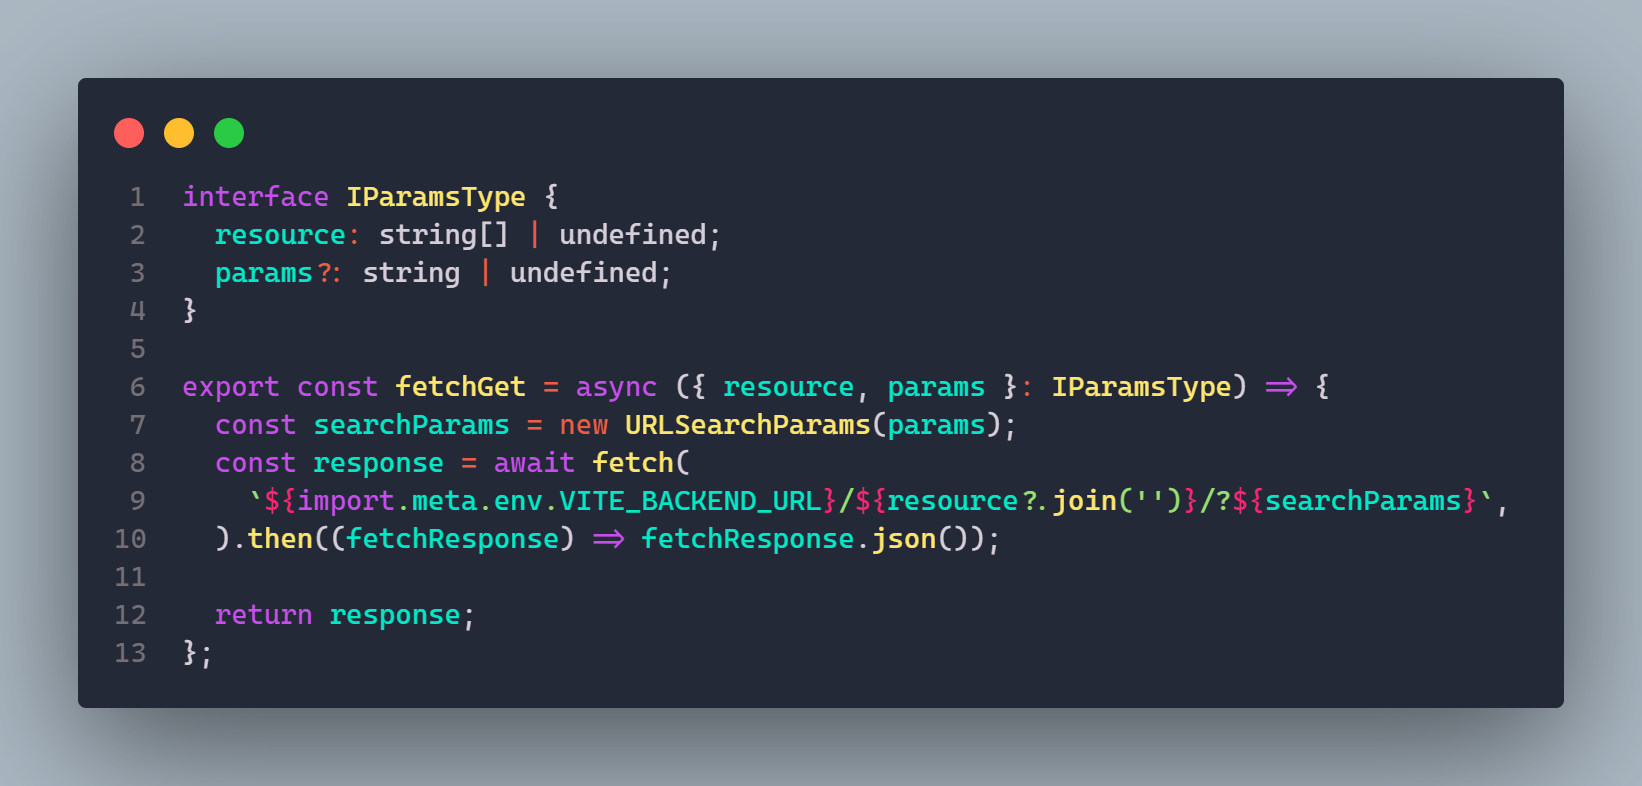 1 interface IParamsType {
2   resource: string[] | undefined;
3   params?: string | undefined;
4 }
5
6 export const fetchGet = async ({ resource, params }: IParamsType) => {
7   const searchParams = new URLSearchParams(params);
8   const response = await fetch(
9     `${import.meta.env.VITE_BACKEND_URL}/${resource?.join('')}/?${searchParams}`,
10   ).then((fetchResponse) => fetchResponse.json());
11
12   return response;
13 };